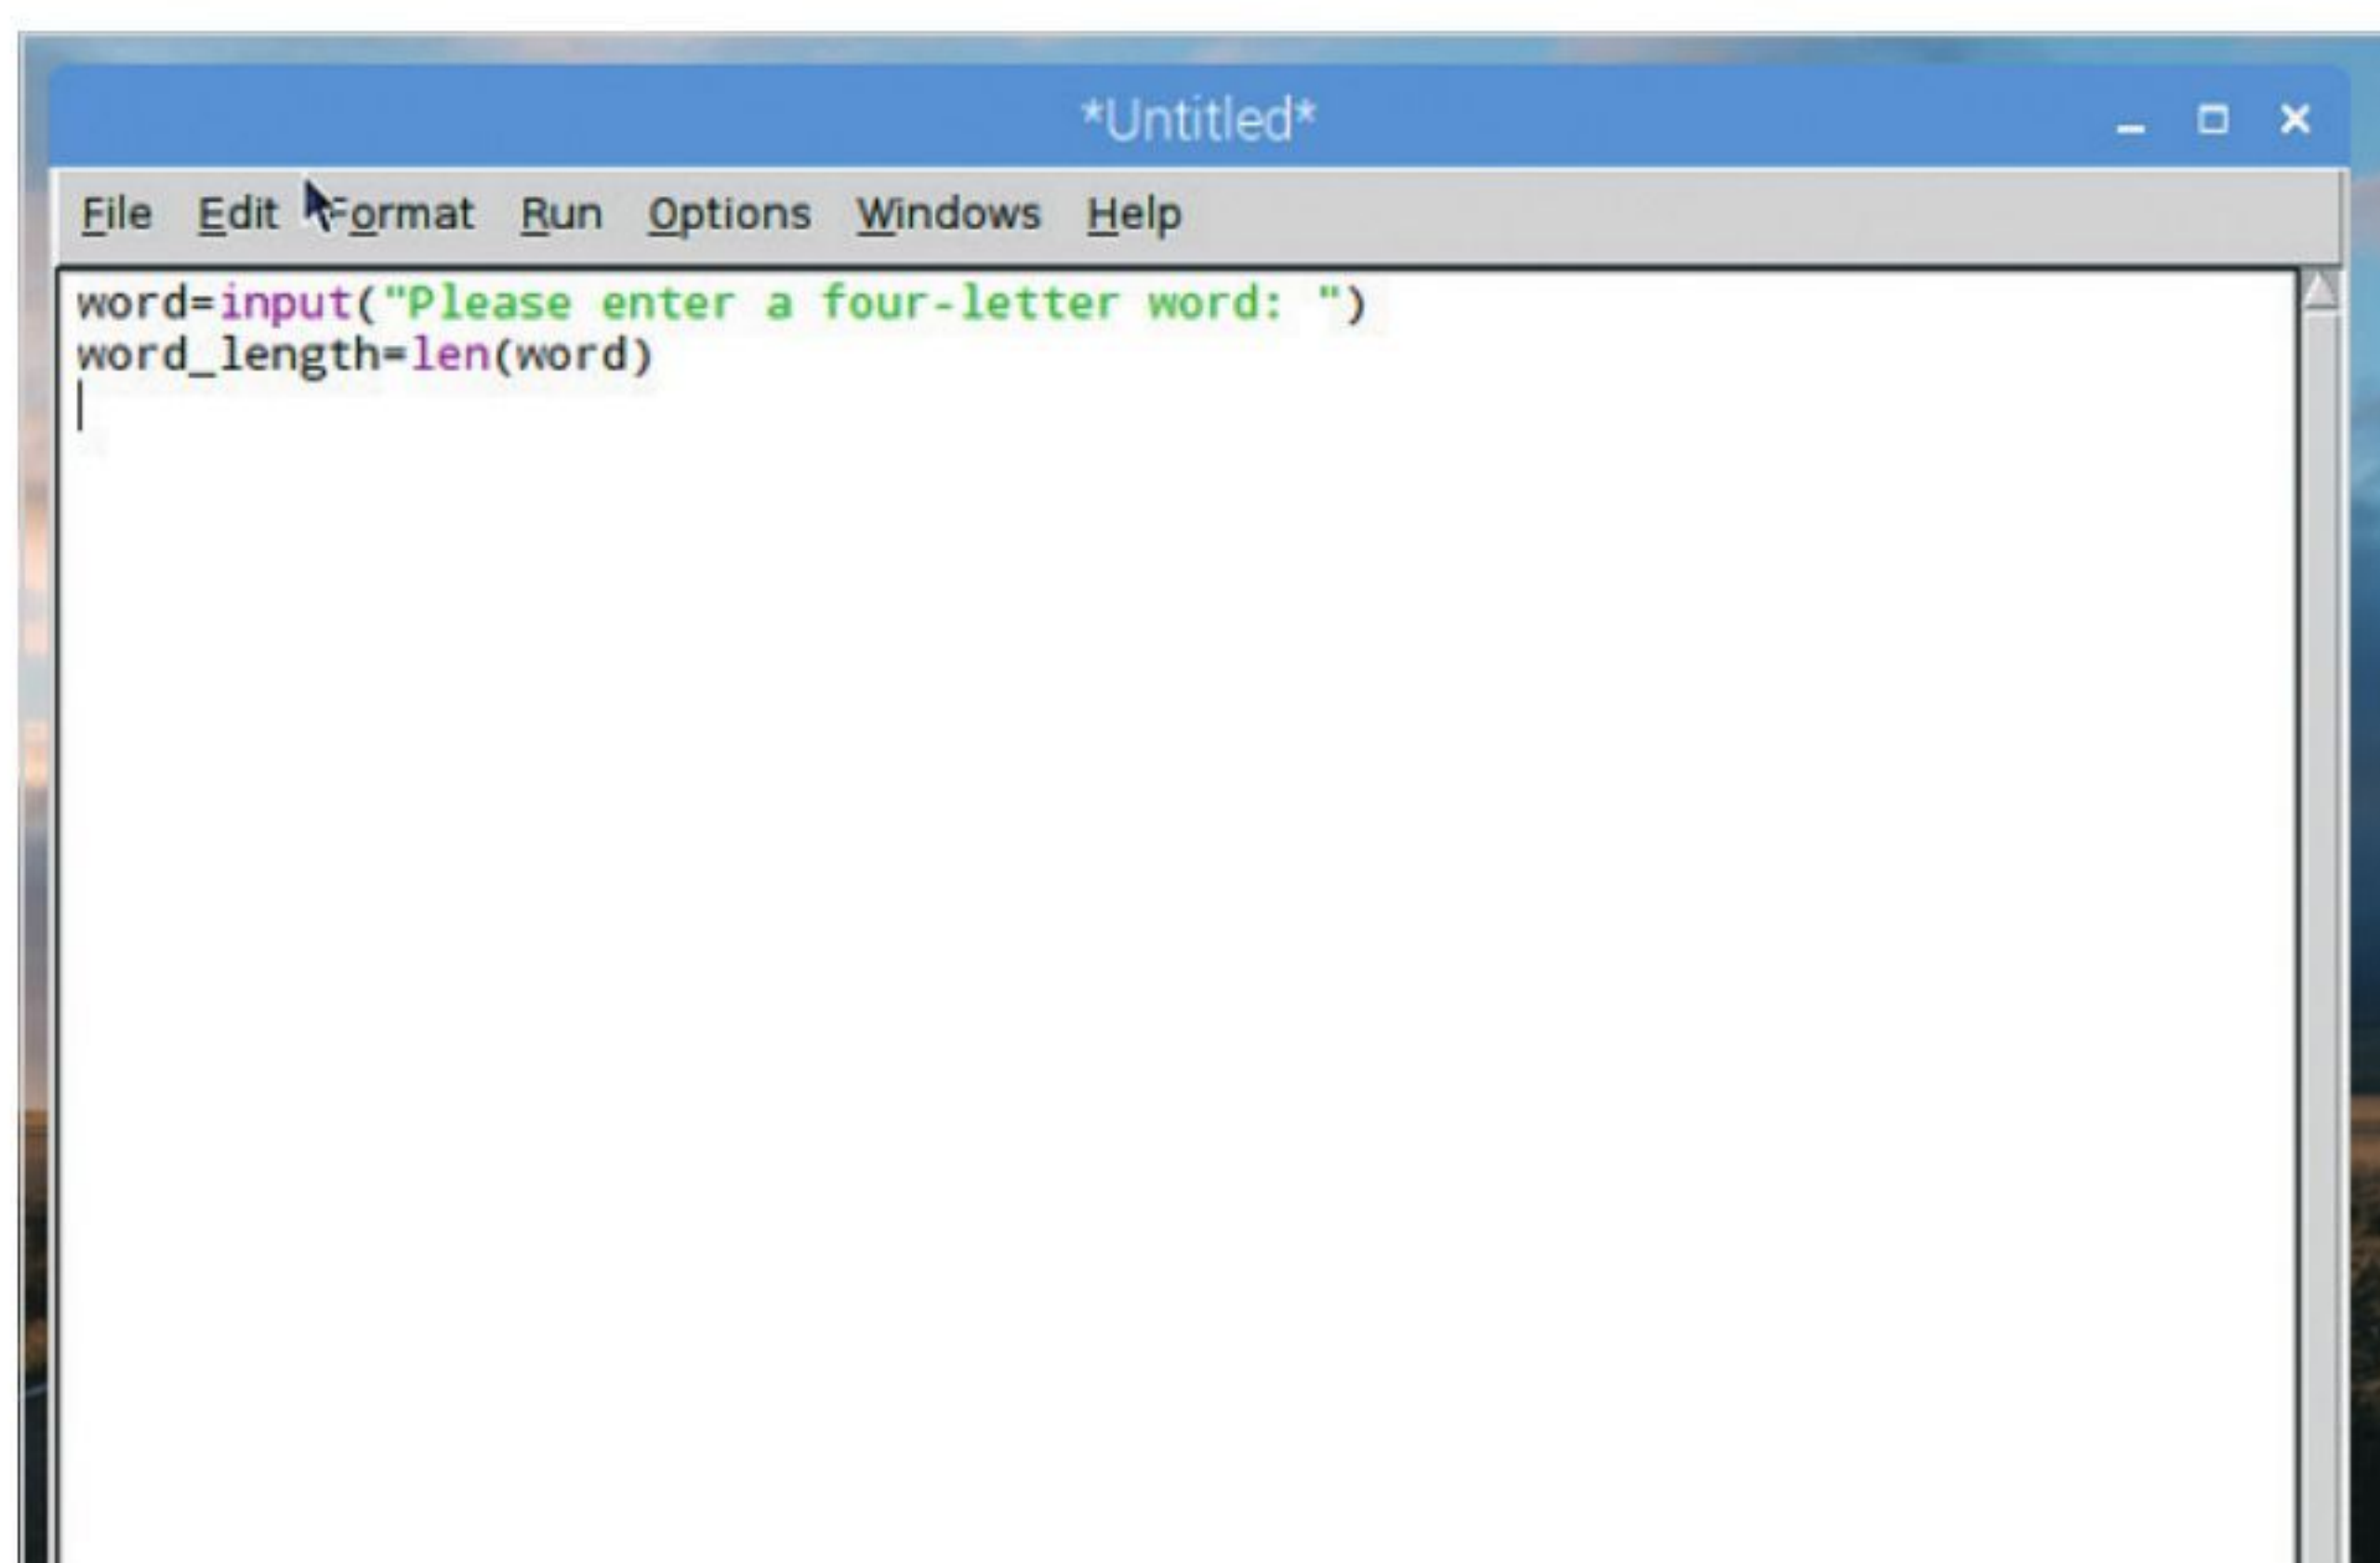 *Untitled*
File Edit Format Run Options Windows Help
word=input("Please enter a four-letter word: ")
word_length=len(word)